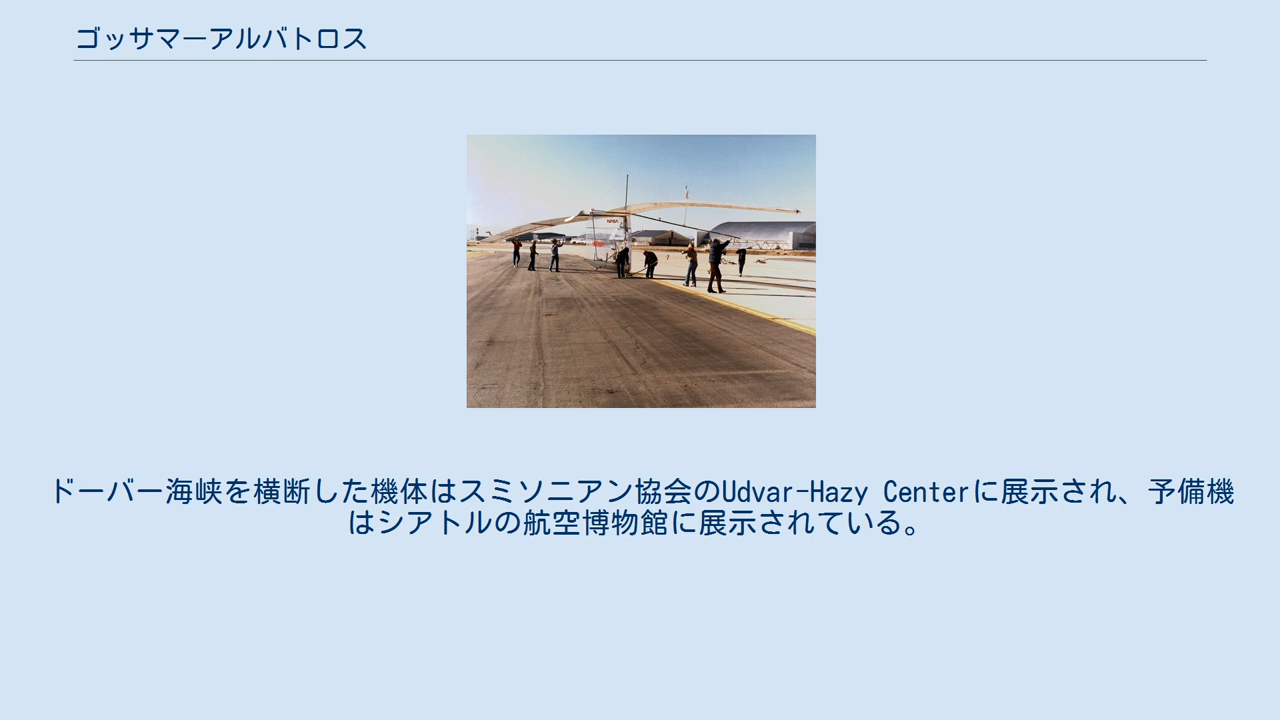 ゴッサマーアルバトロス
NASA
ドーバー海峡を横断した機体はスミソニアン協会のUdvar-Hazy Centerに展示され、予備機
はシアトルの航空博物館に展示されている。